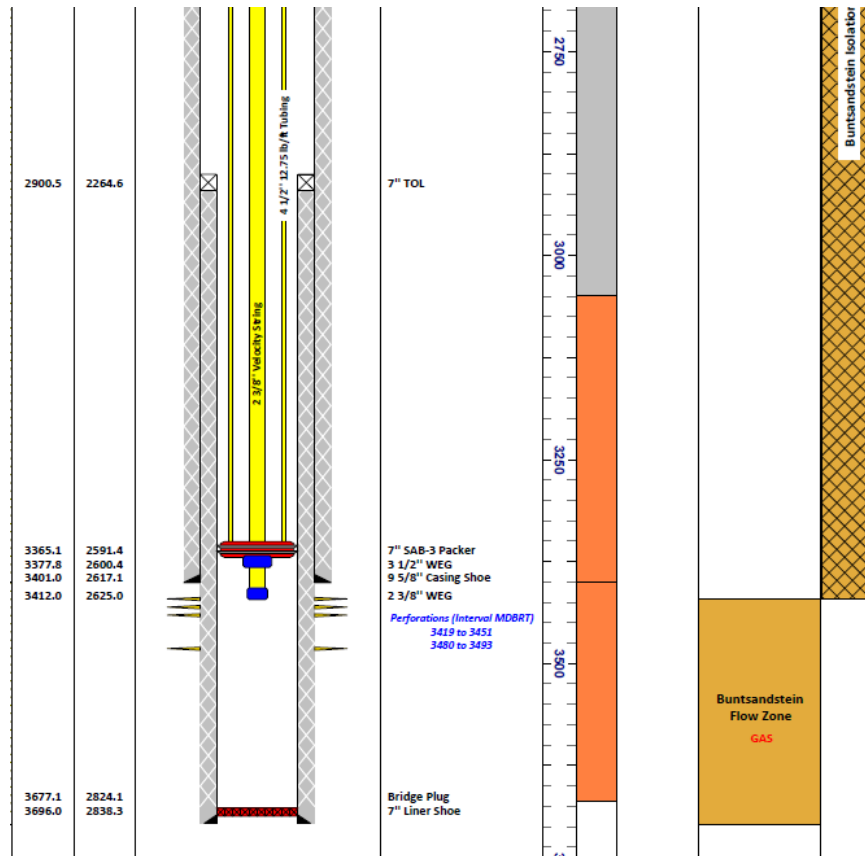 2750
Buntsandstein Isolation
4 1/2" 12.75 lb/ft Tubing
2900.5 2264.6 7" TOL
3000
2 3/8" Velocity String
3250
3365.1 2591.4 7" SAB-3 Packer
3377.8 2600.4 3 1/2" WEG
3401.0 2617.1 9 5/8" Casing Shoe
3412.0 2625.0 2 3/8" WEG
Perforations (Interval MDBRT)
3419 to 3451
3480 to 3493
3500
Buntsandstein
Flow Zone
GAS
3677.1 2824.1 Bridge Plug
3696.0 2838.3 7" Liner Shoe